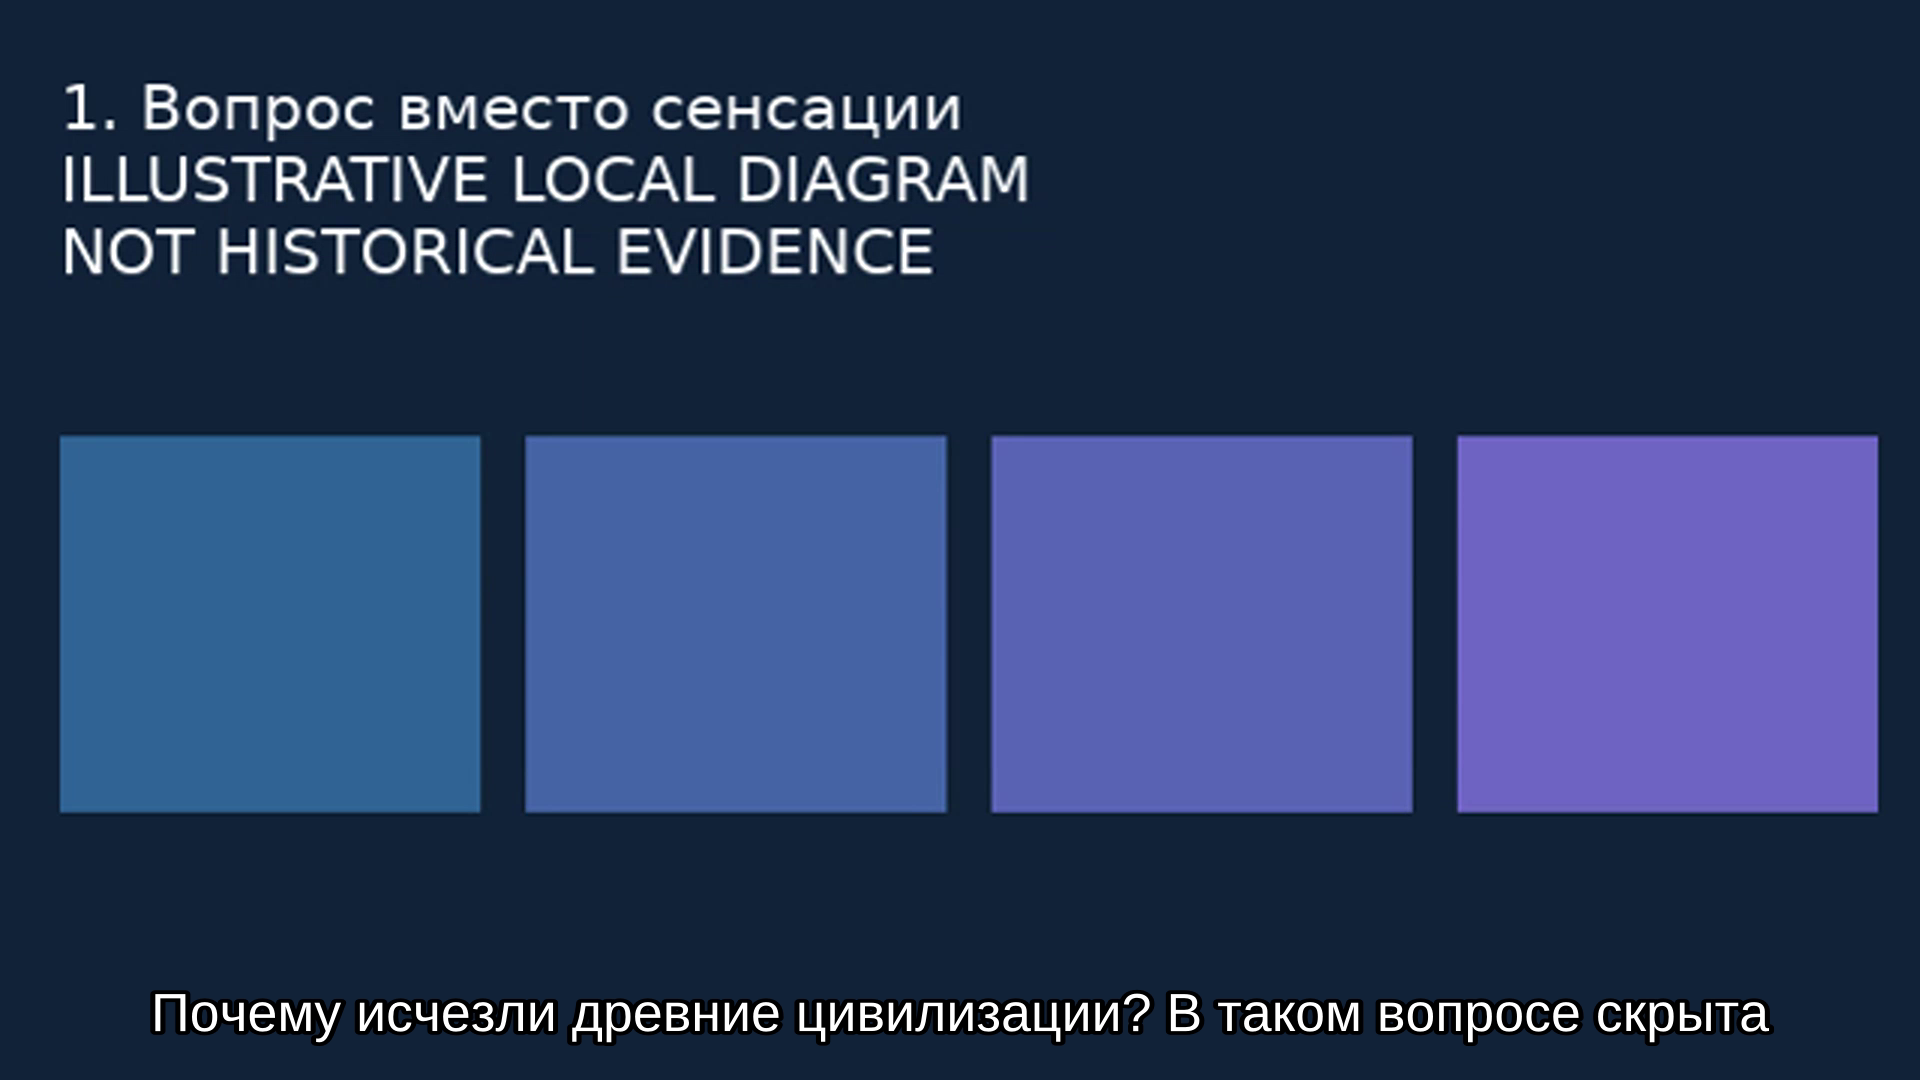 1. Вопрос вместо сенсации
ILLUSTRATIVE LOCAL DIAGRAM
NOT HISTORICAL EVIDENCE
Почему исчезли древние цивилизации? В таком вопросе скрыта